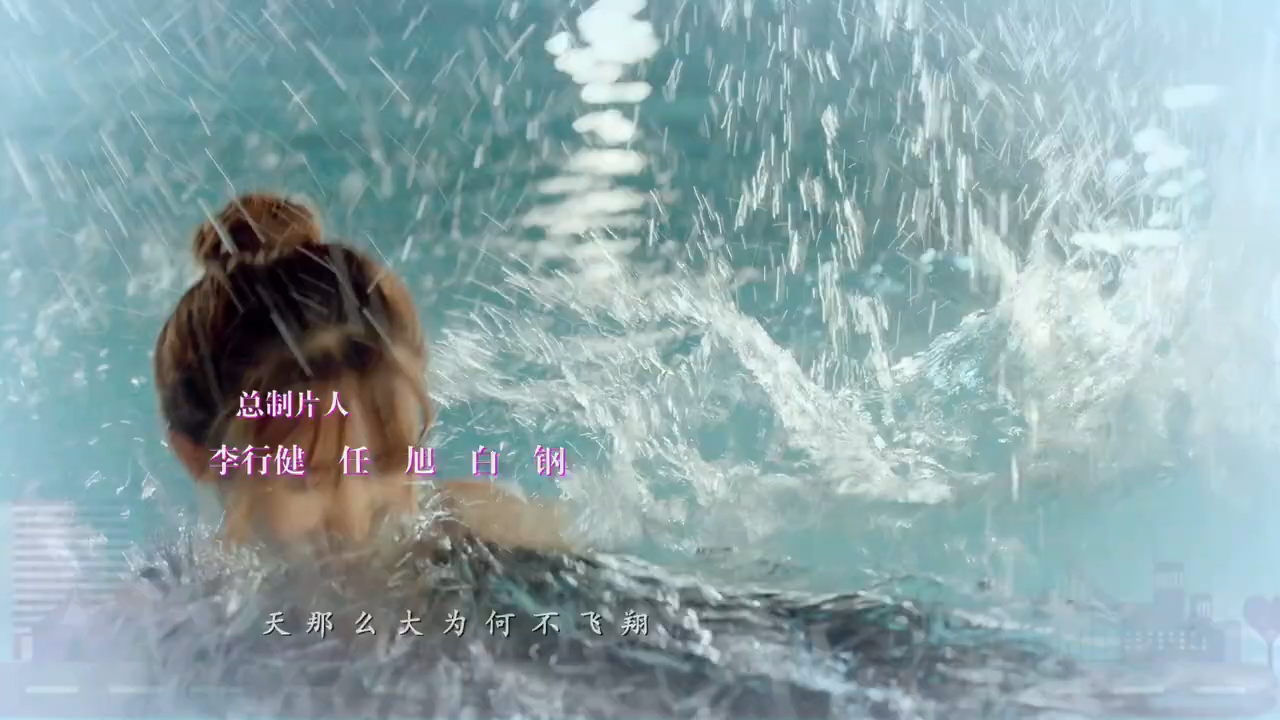 总制片人
李行健 任 旭 白 钢
天那么大为何不飞翔